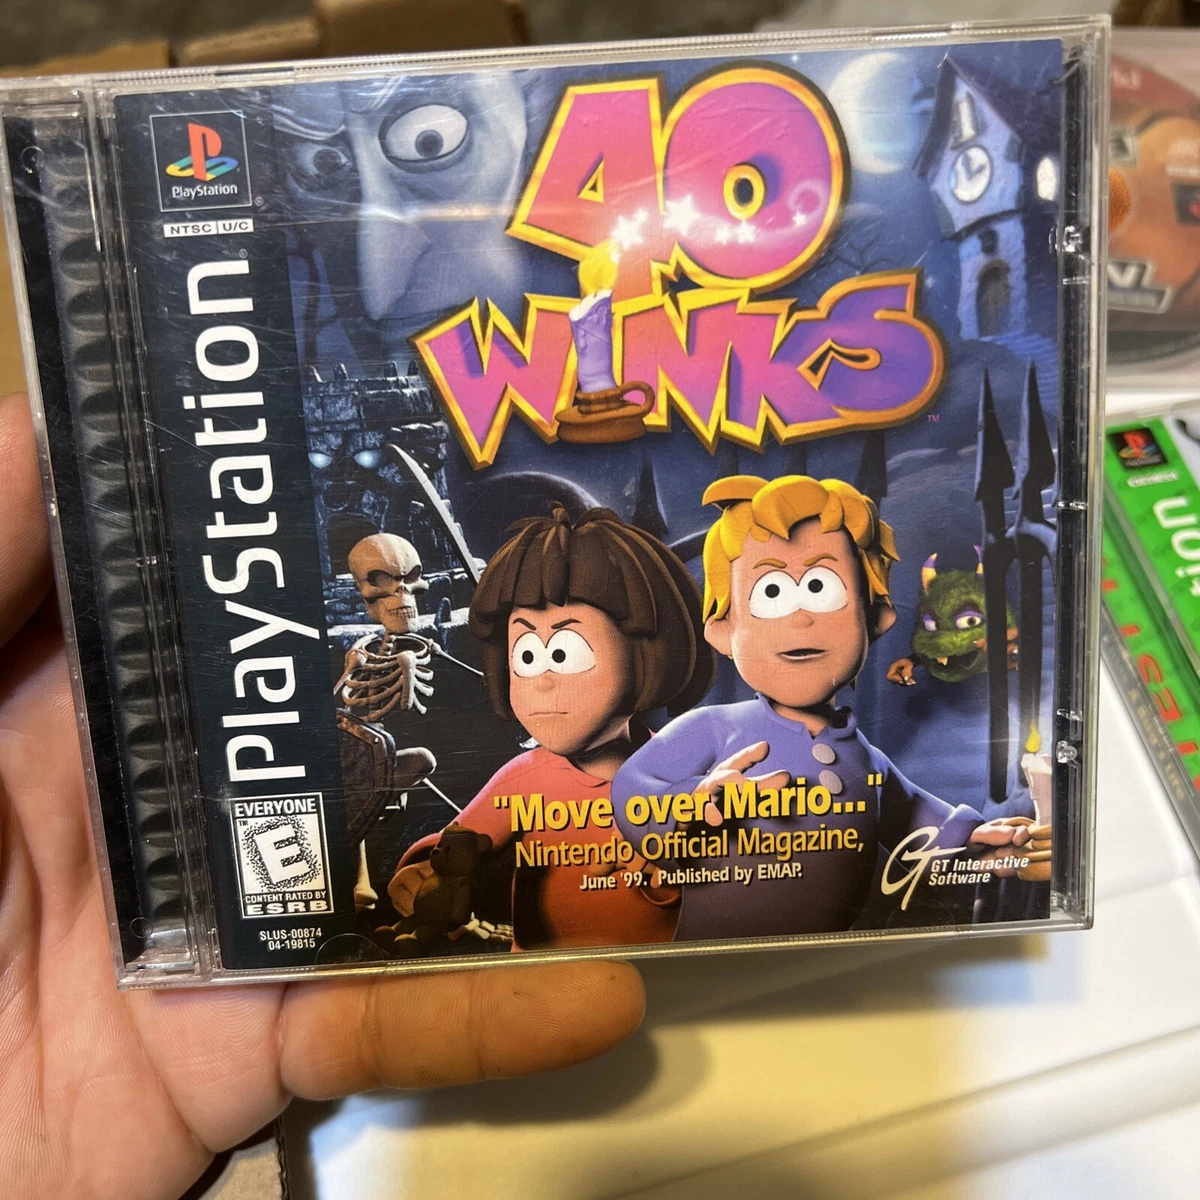 PlayStation
NTSC U/C
PlayStation
40
WINKS
™
"Move over Mario..."
Nintendo Official Magazine,
June '99. Published by EMAP.
GT Interactive
Software
EVERYONE
E
CONTENT RATED BY
ESRB
SLUS-00874
04-19815